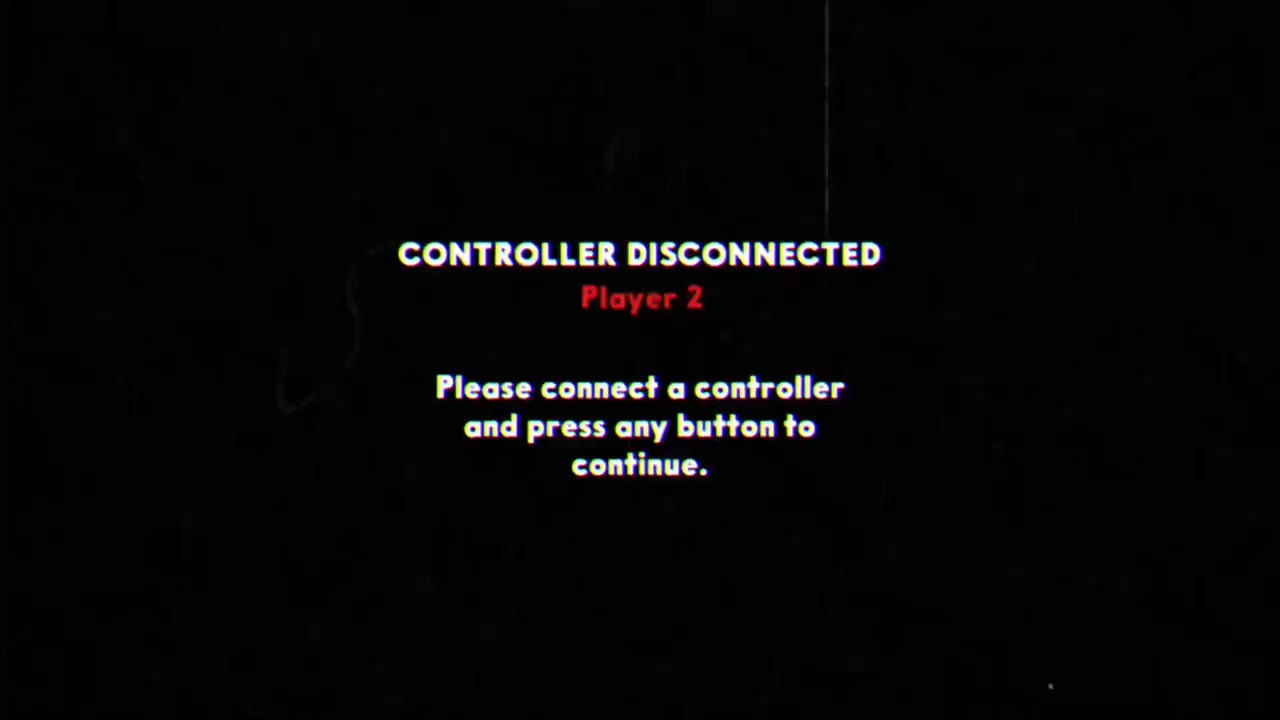 CONTROLLER DISCONNECTED
Player 2
Please connect a controller
and press any button to
continue.